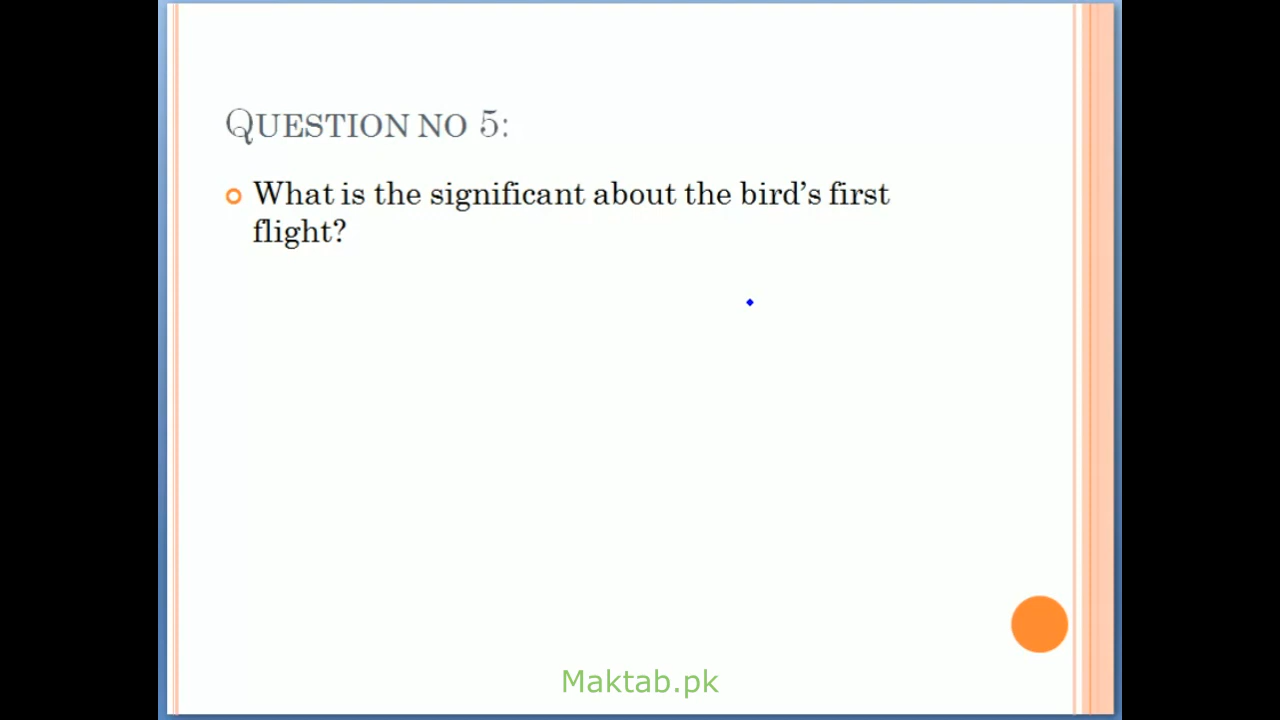 QUESTION NO 5:
What is the significant about the bird’s first
flight?
Maktab.pk